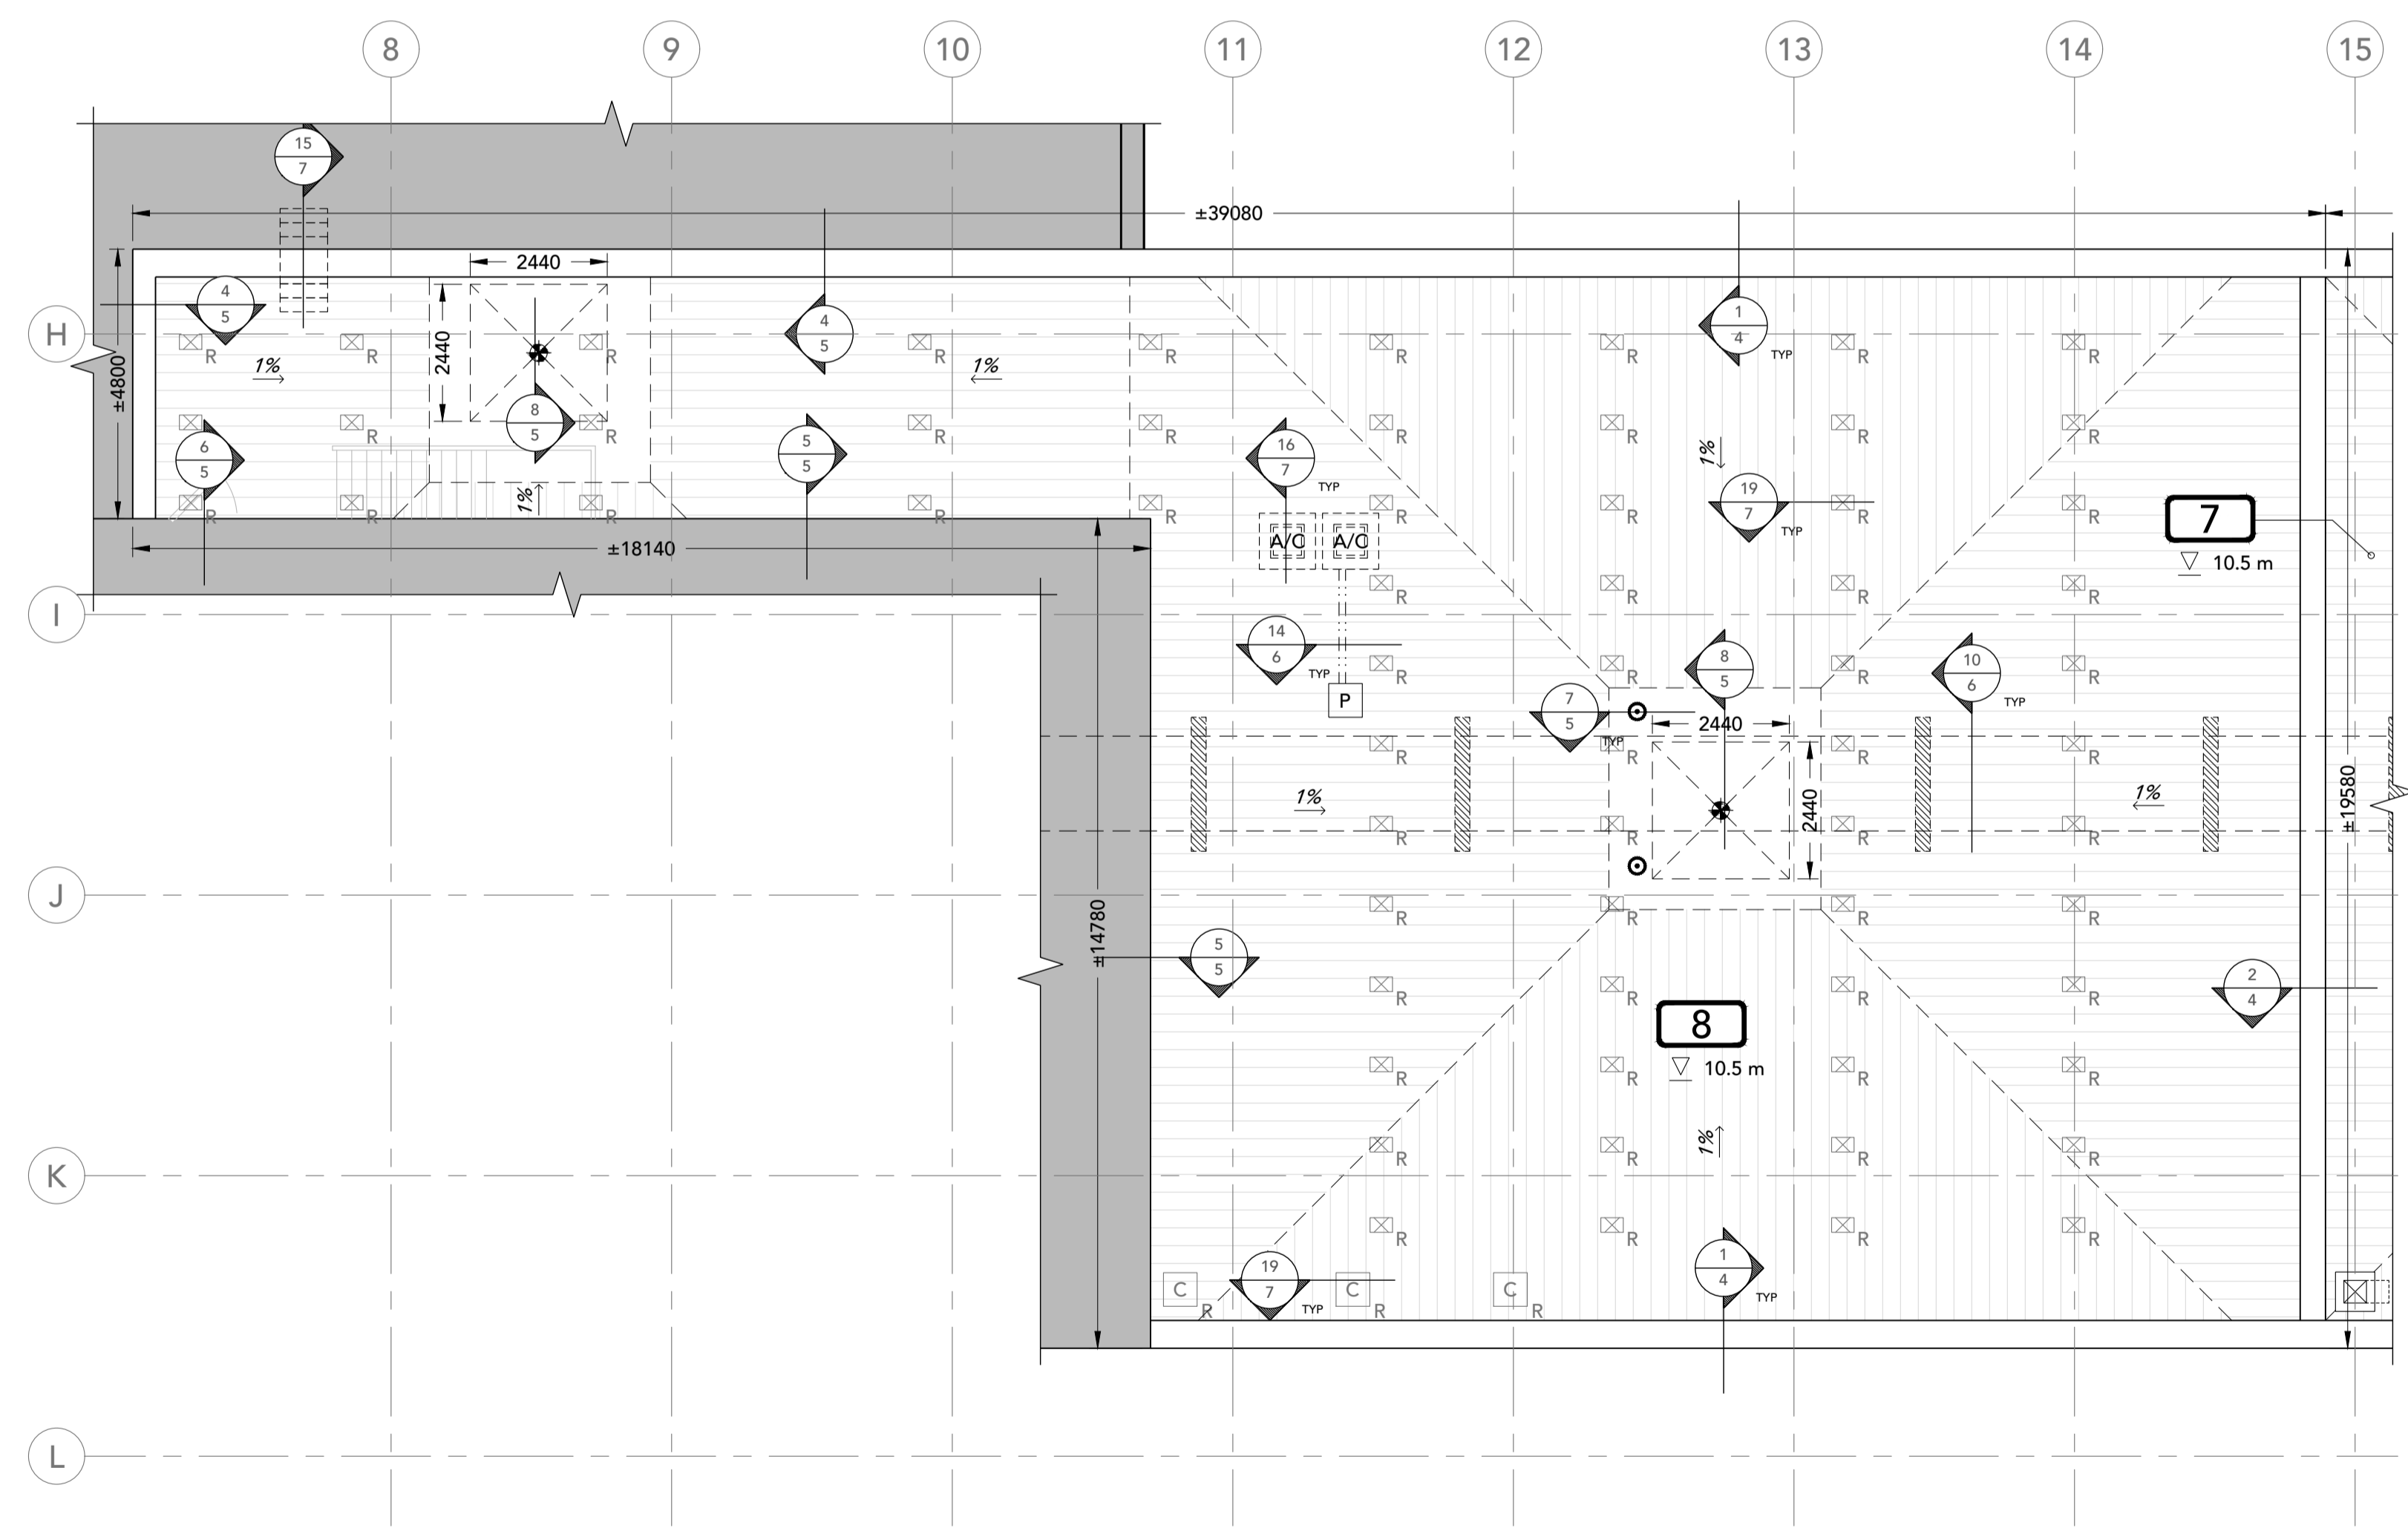 8 9 10 11 12 13 14 15
15
7
±39080
2440
4
5
4
5
1
4
TYP
H
R R R R R R R R R
1% 1%
2440
±4800
8
5
R R R R R R R R R
6
5
5
5
16
7
TYP
1%
19
7
TYP
7
10.5 m
1%
R R R R R R R R R
A/C A/C
±18140
R R R R
I
14
6
TYP
8
5
10
6
TYP
R R R R
P
7
5
TYP
2440
R R R R
1% 1%
2440
±19580
R R R R
J
±14780
R R R R
5
5
2
4
R R R R
8
10.5 m
R R R R
1%
R R R R
K
R R R R
1
4
TYP
19
7
TYP
C C C
R R R
L